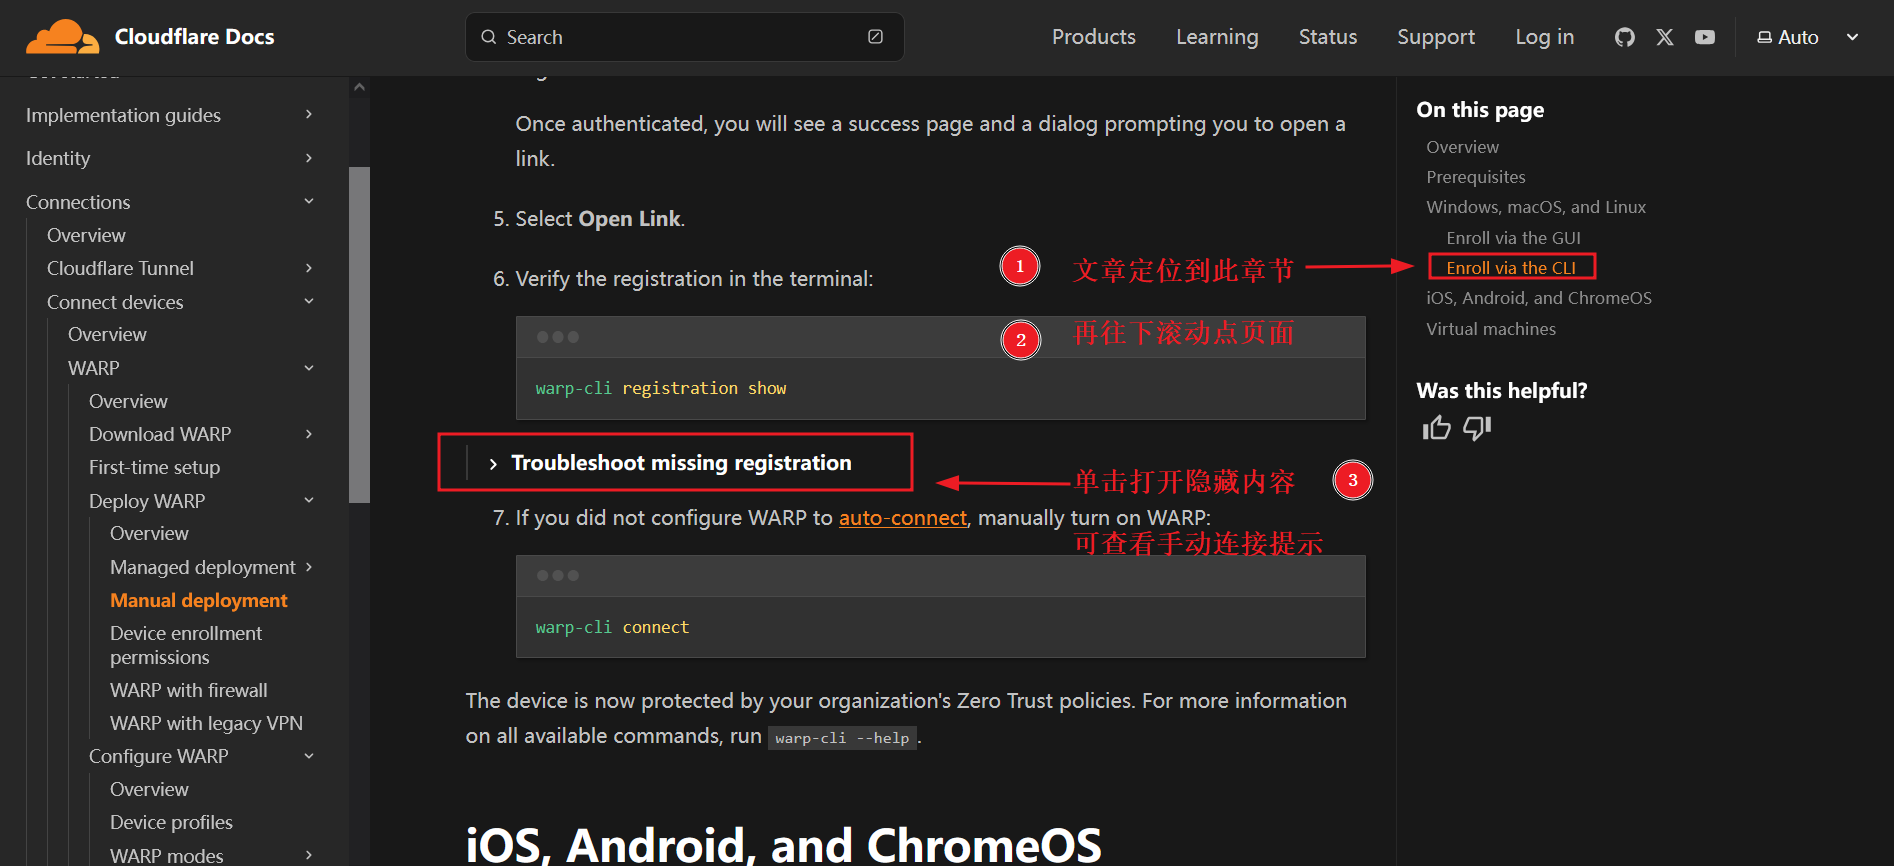 Cloudflare Docs
Search
Products
Learning
Status
Support
Log in
Auto
Implementation guides
Identity
Connections
Overview
Cloudflare Tunnel
Connect devices
Overview
WARP
Overview
Download WARP
First-time setup
Deploy WARP
Overview
Managed deployment
Manual deployment
Device enrollment
permissions
WARP with firewall
WARP with legacy VPN
Configure WARP
Overview
Device profiles
WARP modes
Once authenticated, you will see a success page and a dialog prompting you to open a
link.
5. Select Open Link.
6. Verify the registration in the terminal:
1 文章定位到此章节
2 再往下滚动点页面
warp-cli registration show
Troubleshoot missing registration
单击打开隐藏内容 3
7. If you did not configure WARP to auto-connect, manually turn on WARP:
可查看手动连接提示
warp-cli connect
The device is now protected by your organization's Zero Trust policies. For more information
on all available commands, run warp-cli --help.
iOS, Android, and ChromeOS
On this page
Overview
Prerequisites
Windows, macOS, and Linux
Enroll via the GUI
Enroll via the CLI
iOS, Android, and ChromeOS
Virtual machines
Was this helpful?